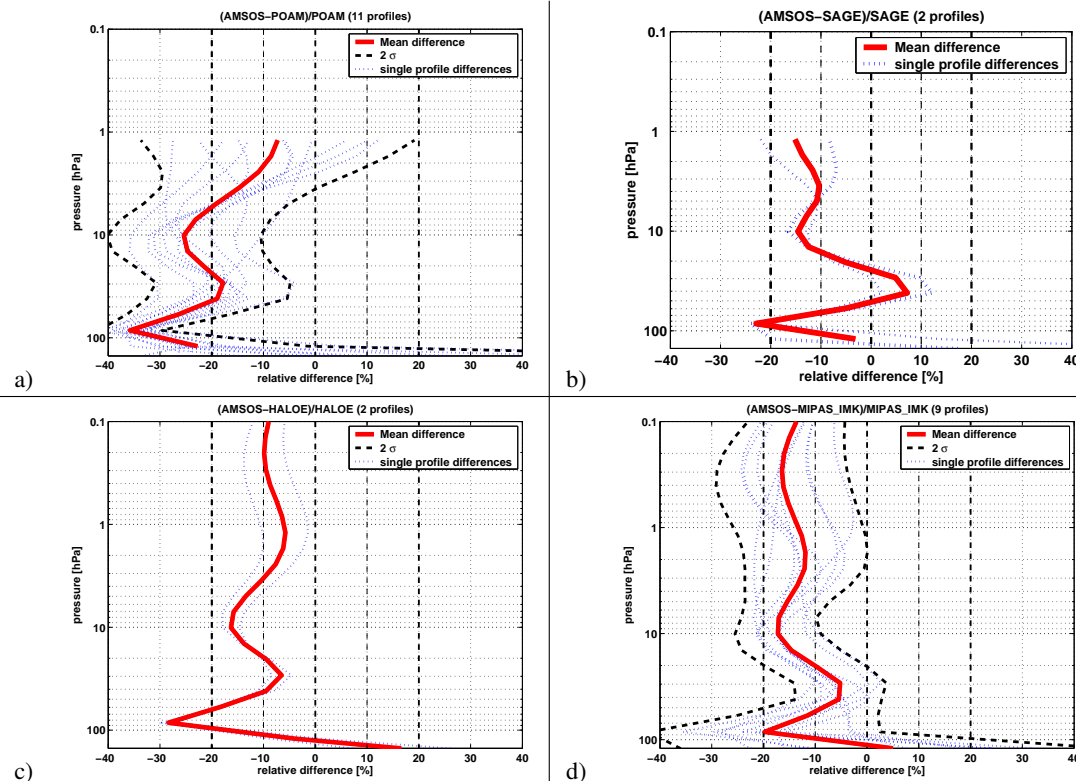 (AMSOS−POAM)/POAM (11 profiles)
Mean difference
2 σ
single profile differences
pressure [hPa]
0.1
1
10
100
−40 −30 −20 −10 0 10 20 30 40
relative difference [%]
a)
(AMSOS−SAGE)/SAGE (2 profiles)
Mean difference
single profile differences
pressure [hPa]
0.1
1
10
100
−40 −30 −20 −10 0 10 20 30 40
relative difference [%]
b)
(AMSOS−HALOE)/HALOE (2 profiles)
Mean difference
2 σ
single profile differences
pressure [hPa]
0.1
1
10
100
−40 −30 −20 −10 0 10 20 30 40
relative difference [%]
c)
(AMSOS−MIPAS_IMK)/MIPAS_IMK (9 profiles)
Mean difference
2 σ
single profile differences
pressure [hPa]
0.1
1
10
100
−40 −30 −20 −10 0 10 20 30 40
relative difference [%]
d)